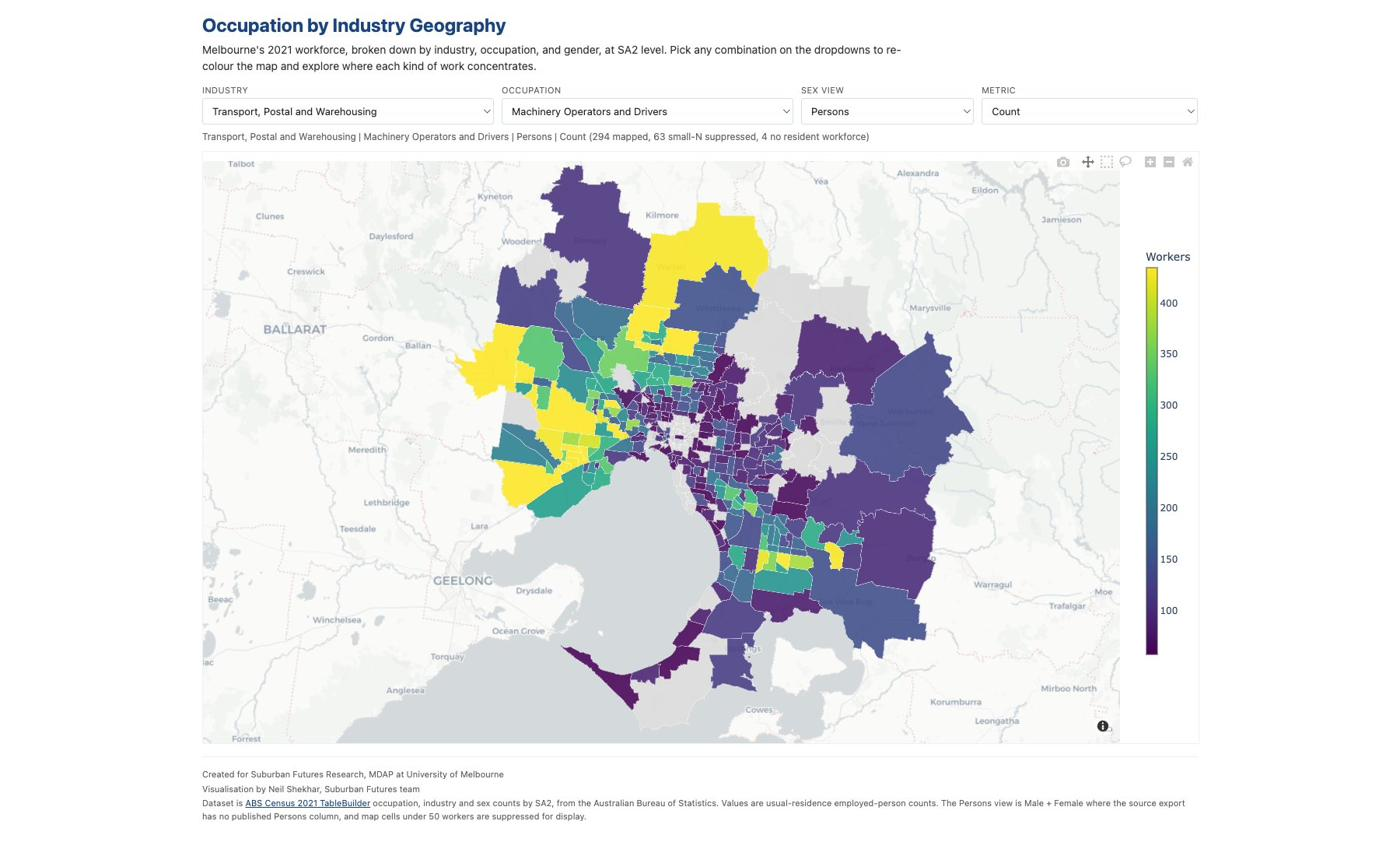 Occupation by Industry Geography
Melbourne's 2021 workforce, broken down by industry, occupation, and gender, at SA2 level. Pick any combination on the dropdowns to re-
colour the map and explore where each kind of work concentrates.
INDUSTRY
OCCUPATION
SEX VIEW
METRIC
Transport, Postal and Warehousing
Machinery Operators and Drivers
Persons
Count
Transport, Postal and Warehousing | Machinery Operators and Drivers | Persons | Count (294 mapped, 63 small-N suppressed, 4 no resident workforce)
Talbot
Yea
Alexandra
Eildon
Kyneton
Clunes
Kilmore
Jamieson
Daylesford
Woodend
Creswick
Marysville
BALLARAT
Gordon
Ballan
Meredith
Lethbridge
Teesdale
Lara
GEELONG
Drysdale
Beeac
Winchelsea
Ocean Grove
Torquay
Anglesea
Forrest
Warragul
Moe
Trafalgar
Mirboo North
Korumburra
Leongatha
Cowes
Workers
400
350
300
250
200
150
100
Created for Suburban Futures Research, MDAP at University of Melbourne
Visualisation by Neil Shekhar, Suburban Futures team
Dataset is ABS Census 2021 TableBuilder occupation, industry and sex counts by SA2, from the Australian Bureau of Statistics. Values are usual-residence employed-person counts. The Persons view is Male + Female where the source export
has no published Persons column, and map cells under 50 workers are suppressed for display.